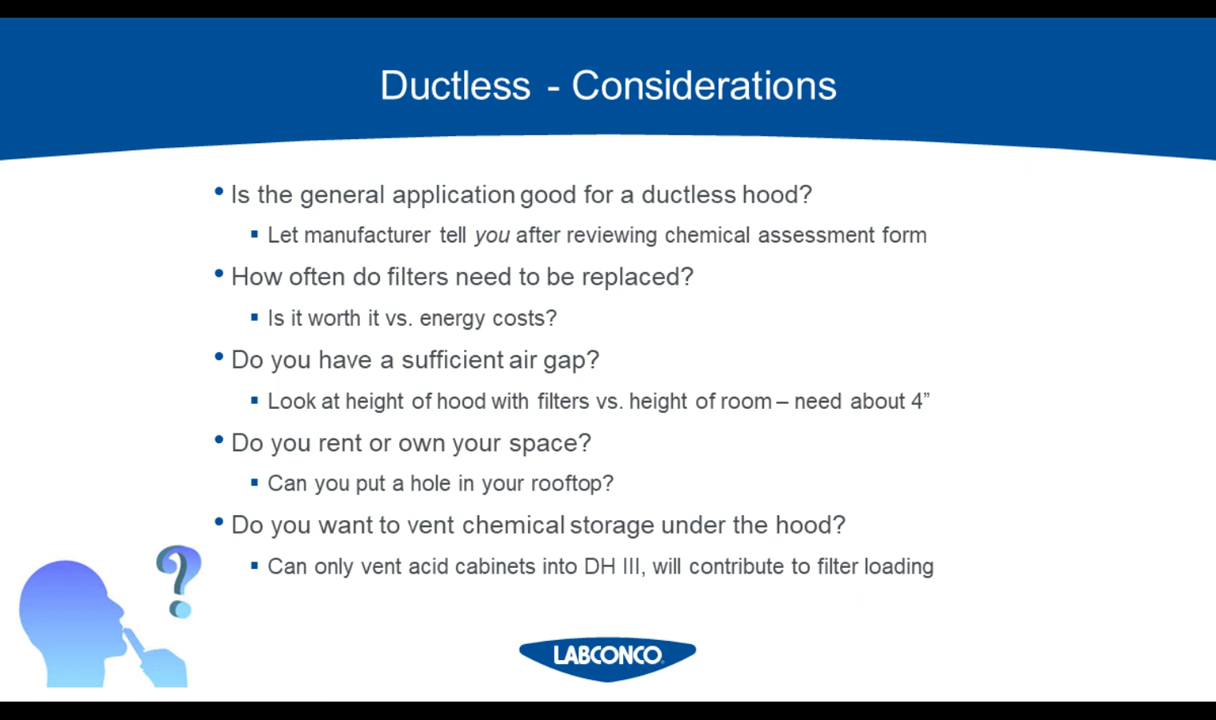 Ductless - Considerations
• Is the general application good for a ductless hood?
▪ Let manufacturer tell you after reviewing chemical assessment form
• How often do filters need to be replaced?
▪ Is it worth it vs. energy costs?
• Do you have a sufficient air gap?
▪ Look at height of hood with filters vs. height of room – need about 4”
• Do you rent or own your space?
▪ Can you put a hole in your rooftop?
• Do you want to vent chemical storage under the hood?
▪ Can only vent acid cabinets into DH III, will contribute to filter loading
?
LABCONCO